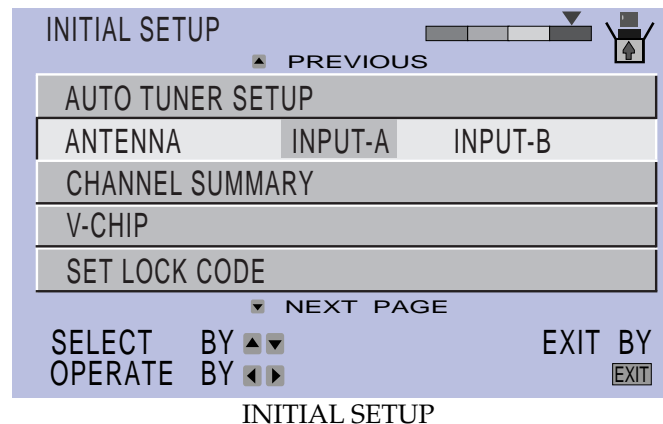 INITIAL SETUP
PREVIOUS
AUTO TUNER SETUP
ANTENNA INPUT-A INPUT-B
CHANNEL SUMMARY
V-CHIP
SET LOCK CODE
NEXT PAGE
SELECT BY EXIT BY
OPERATE BY EXIT
INITIAL SETUP